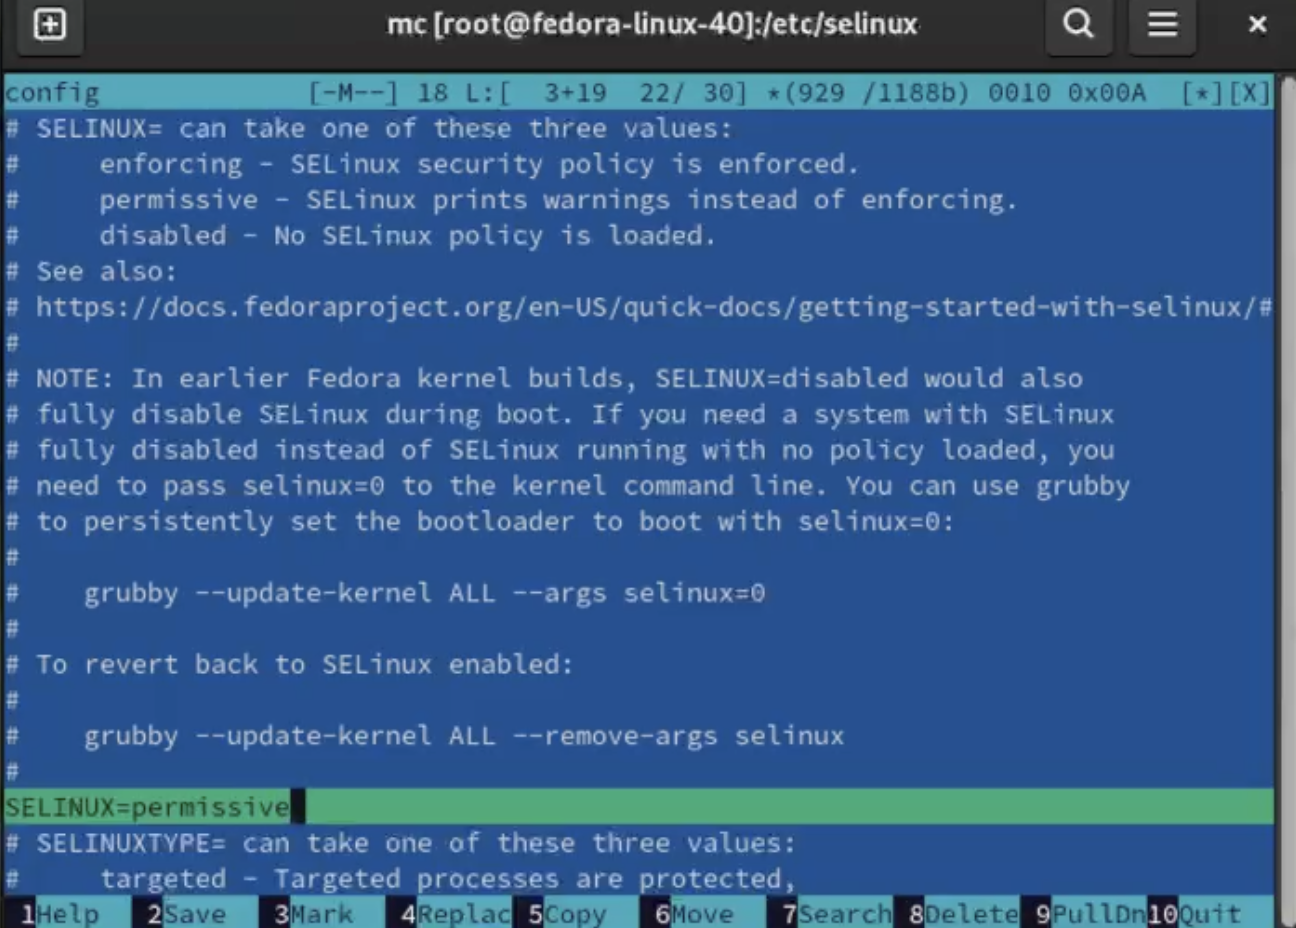 mc [root@fedora-linux-40]:/etc/selinux
config [-M--] 18 L:[ 3+19 22/ 30] *(929 /1188b) 0010 0x00A [*][X]
# SELINUX= can take one of these three values:
# enforcing - SELinux security policy is enforced.
# permissive - SELinux prints warnings instead of enforcing.
# disabled - No SELinux policy is loaded.
# See also:
# https://docs.fedoraproject.org/en-US/quick-docs/getting-started-with-selinux/#
#
# NOTE: In earlier Fedora kernel builds, SELINUX=disabled would also
# fully disable SELinux during boot. If you need a system with SELinux
# fully disabled instead of SELinux running with no policy loaded, you
# need to pass selinux=0 to the kernel command line. You can use grubby
# to persistently set the bootloader to boot with selinux=0:
#
# grubby --update-kernel ALL --args selinux=0
#
# To revert back to SELinux enabled:
#
# grubby --update-kernel ALL --remove-args selinux
#
SELINUX=permissive
# SELINUXTYPE= can take one of these three values:
# targeted - Targeted processes are protected,
1Help 2Save 3Mark 4Replac 5Copy 6Move 7Search 8Delete 9PullDn 10Quit